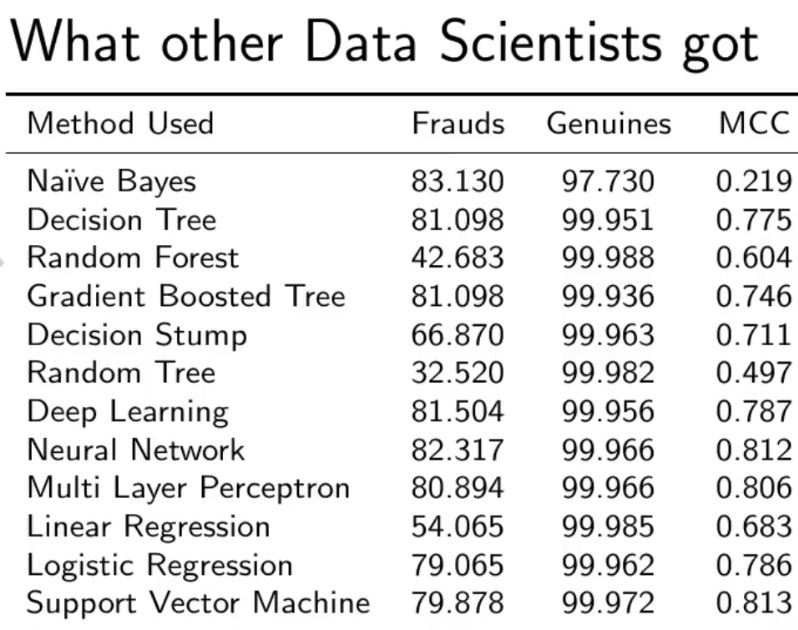 What other Data Scientists got
Method Used Frauds Genuines MCC
Naïve Bayes 83.130 97.730 0.219
Decision Tree 81.098 99.951 0.775
Random Forest 42.683 99.988 0.604
Gradient Boosted Tree 81.098 99.936 0.746
Decision Stump 66.870 99.963 0.711
Random Tree 32.520 99.982 0.497
Deep Learning 81.504 99.956 0.787
Neural Network 82.317 99.966 0.812
Multi Layer Perceptron 80.894 99.966 0.806
Linear Regression 54.065 99.985 0.683
Logistic Regression 79.065 99.962 0.786
Support Vector Machine 79.878 99.972 0.813